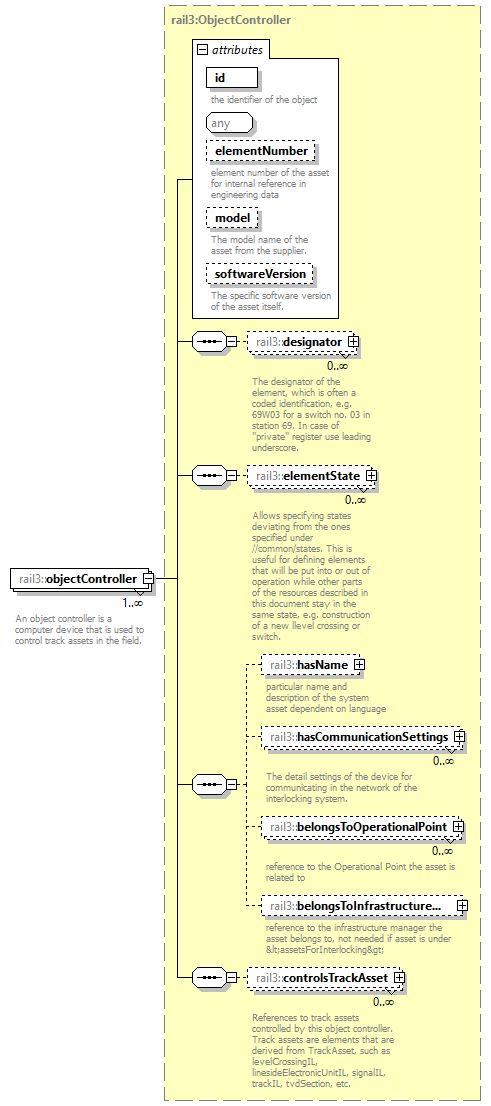 rail3:ObjectController
attributes
id
the identifier of the object
any
elementNumber
element number of the asset
for internal reference in
engineering data
model
The model name of the
asset from the supplier.
softwareVersion
The specific software version
of the asset itself.
rail3:designator
0..∞
The designator of the
element, which is often a
coded identification, e.g.
69W03 for a switch no. 03 in
station 69. In case of
"private" register use leading
underscore.
rail3:elementState
0..∞
Allows specifying states
deviating from the ones
specified under
//common/states. This is
useful for defining elements
that will be put into or out of
operation while other parts
of the resources described in
this document stay in the
same state, e.g. construction
of a new llevel crossing or
switch.
rail3:objectController
1..∞
An object controller is a
computer device that is used to
control track assets in the field.
rail3:hasName
particular name and
description of the system
asset dependent on language
rail3:hasCommunicationSettings
0..∞
The detail settings of the device for
communicating in the network of the
interlocking system.
rail3:belongsToOperationalPoint
0..∞
reference to the Operational Point the asset is
related to
rail3:belongsToInfrastructure...
reference to the infrastructure manager the
asset belongs to, not needed if asset is under
&lt;assetsForInterlocking&gt;
rail3:controlsTrackAsset
0..∞
References to track assets
controlled by this object controller.
Track assets are elements that are
derived from TrackAsset, such as
levelCrossingIL,
linesideElectronicUnitIL, signalIL,
trackIL, tvdSection, etc.